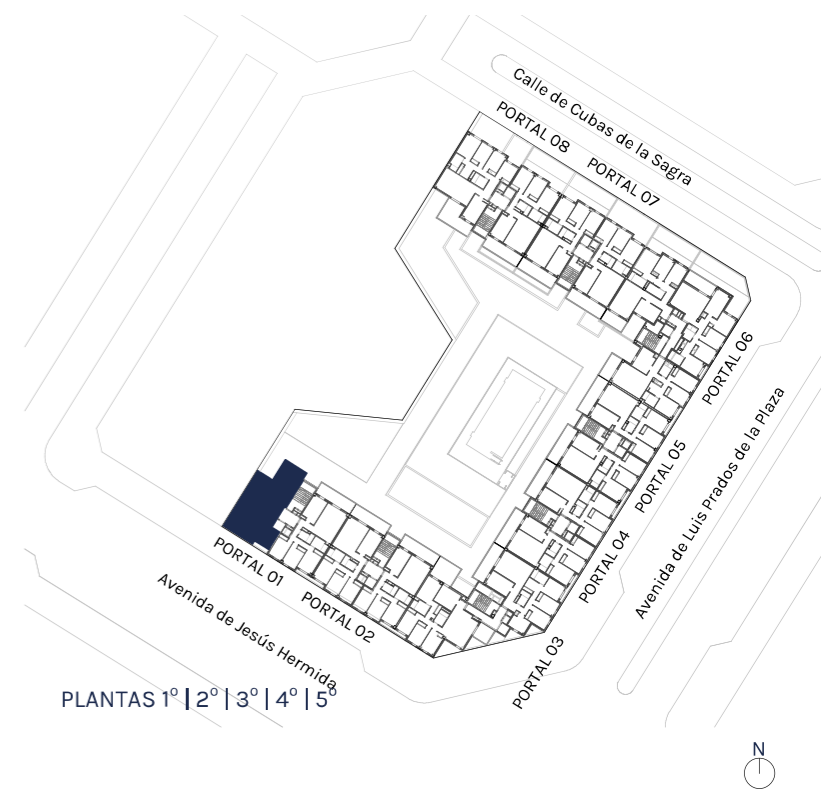 Calle de Cubas de la Sagra
PORTAL 08
PORTAL 07
PORTAL 06
Avenida de Luis Prados de la Plaza
PORTAL 05
PORTAL 04
PORTAL 03
PORTAL 01
PORTAL 02
Avenida de Jesús Hermida
PLANTAS 1º | 2º | 3º | 4º | 5º
N